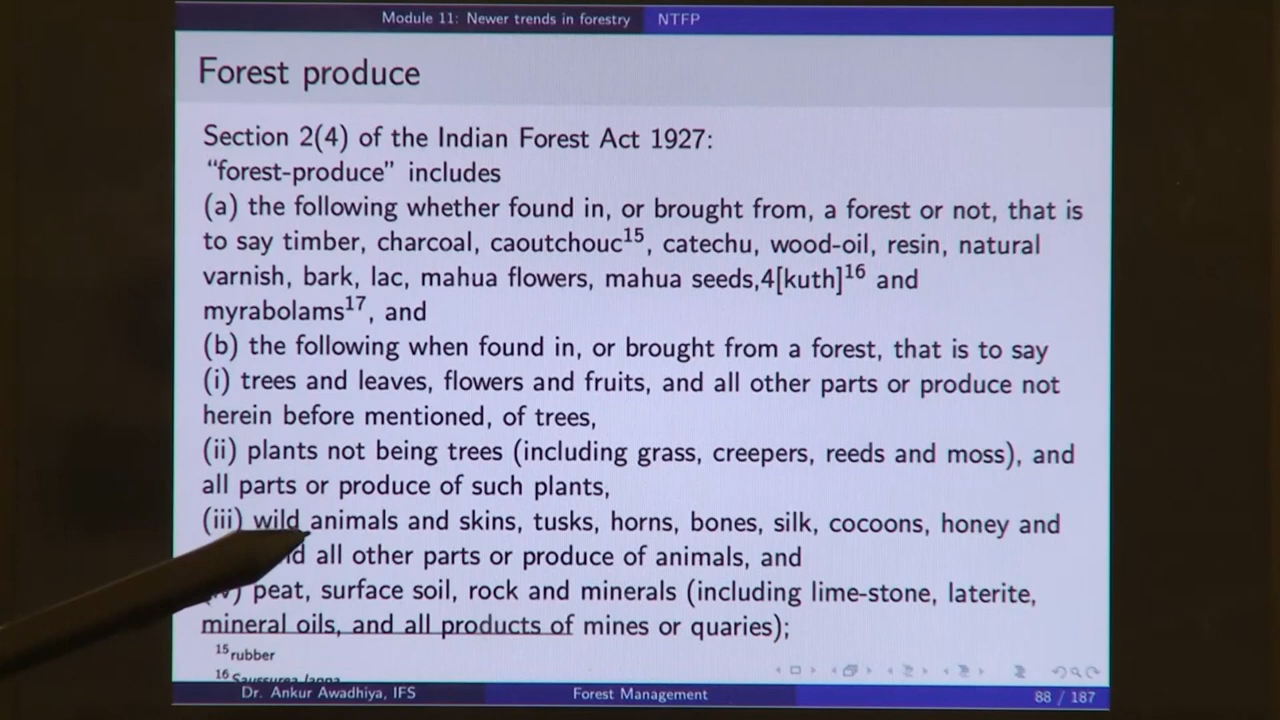 Module 11: Newer trends in forestry NTFP
Forest produce
Section 2(4) of the Indian Forest Act 1927:
“forest-produce” includes
(a) the following whether found in, or brought from, a forest or not, that is
to say timber, charcoal, caoutchouc15, catechu, wood-oil, resin, natural
varnish, bark, lac, mahua flowers, mahua seeds,4[kuth]16 and
myrabolams17, and
(b) the following when found in, or brought from a forest, that is to say
(i) trees and leaves, flowers and fruits, and all other parts or produce not
herein before mentioned, of trees,
(ii) plants not being trees (including grass, creepers, reeds and moss), and
all parts or produce of such plants,
(iii) wild animals and skins, tusks, horns, bones, silk, cocoons, honey and
all other parts or produce of animals, and
peat, surface soil, rock and minerals (including lime-stone, laterite,
mineral oils, and all products of mines or quaries);
15 rubber
16
Dr. Ankur Awadhiya, IFS Forest Management 88 / 187